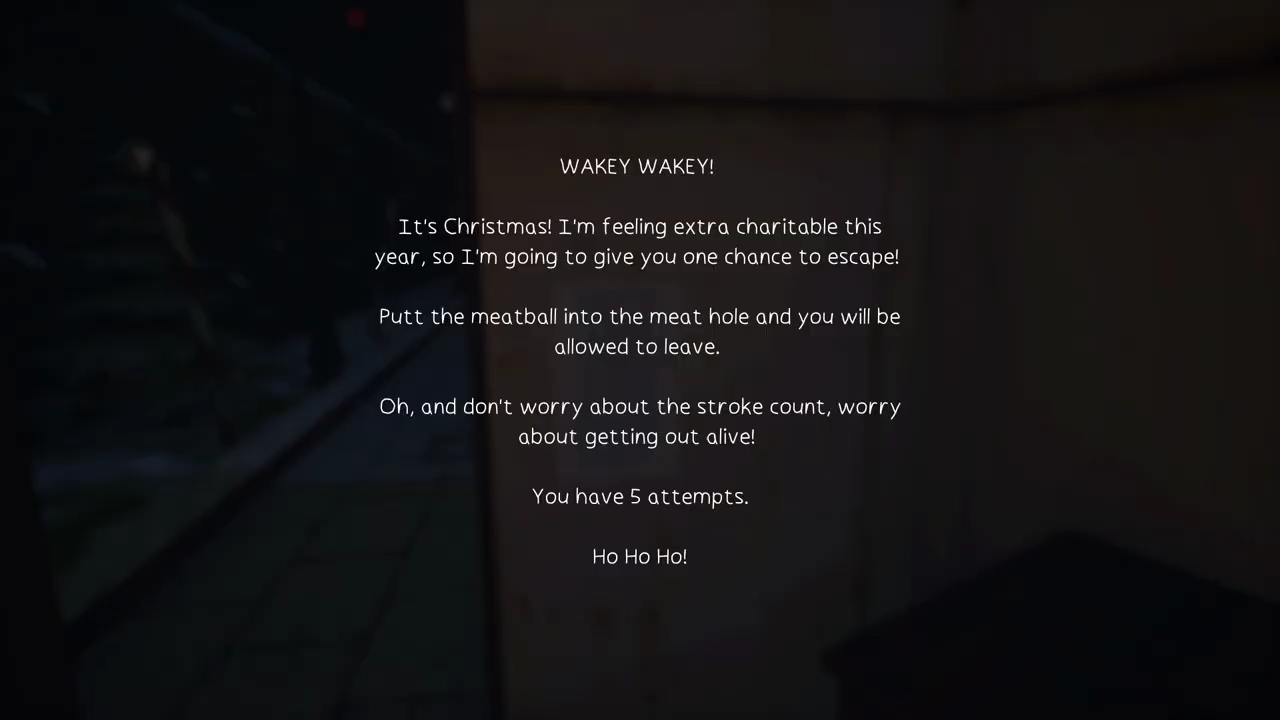 WAKEY WAKEY!
It's Christmas! I'm feeling extra charitable this
year, so I'm going to give you one chance to escape!
Putt the meatball into the meat hole and you will be
allowed to leave.
Oh, and don't worry about the stroke count, worry
about getting out alive!
You have 5 attempts.
Ho Ho Ho!